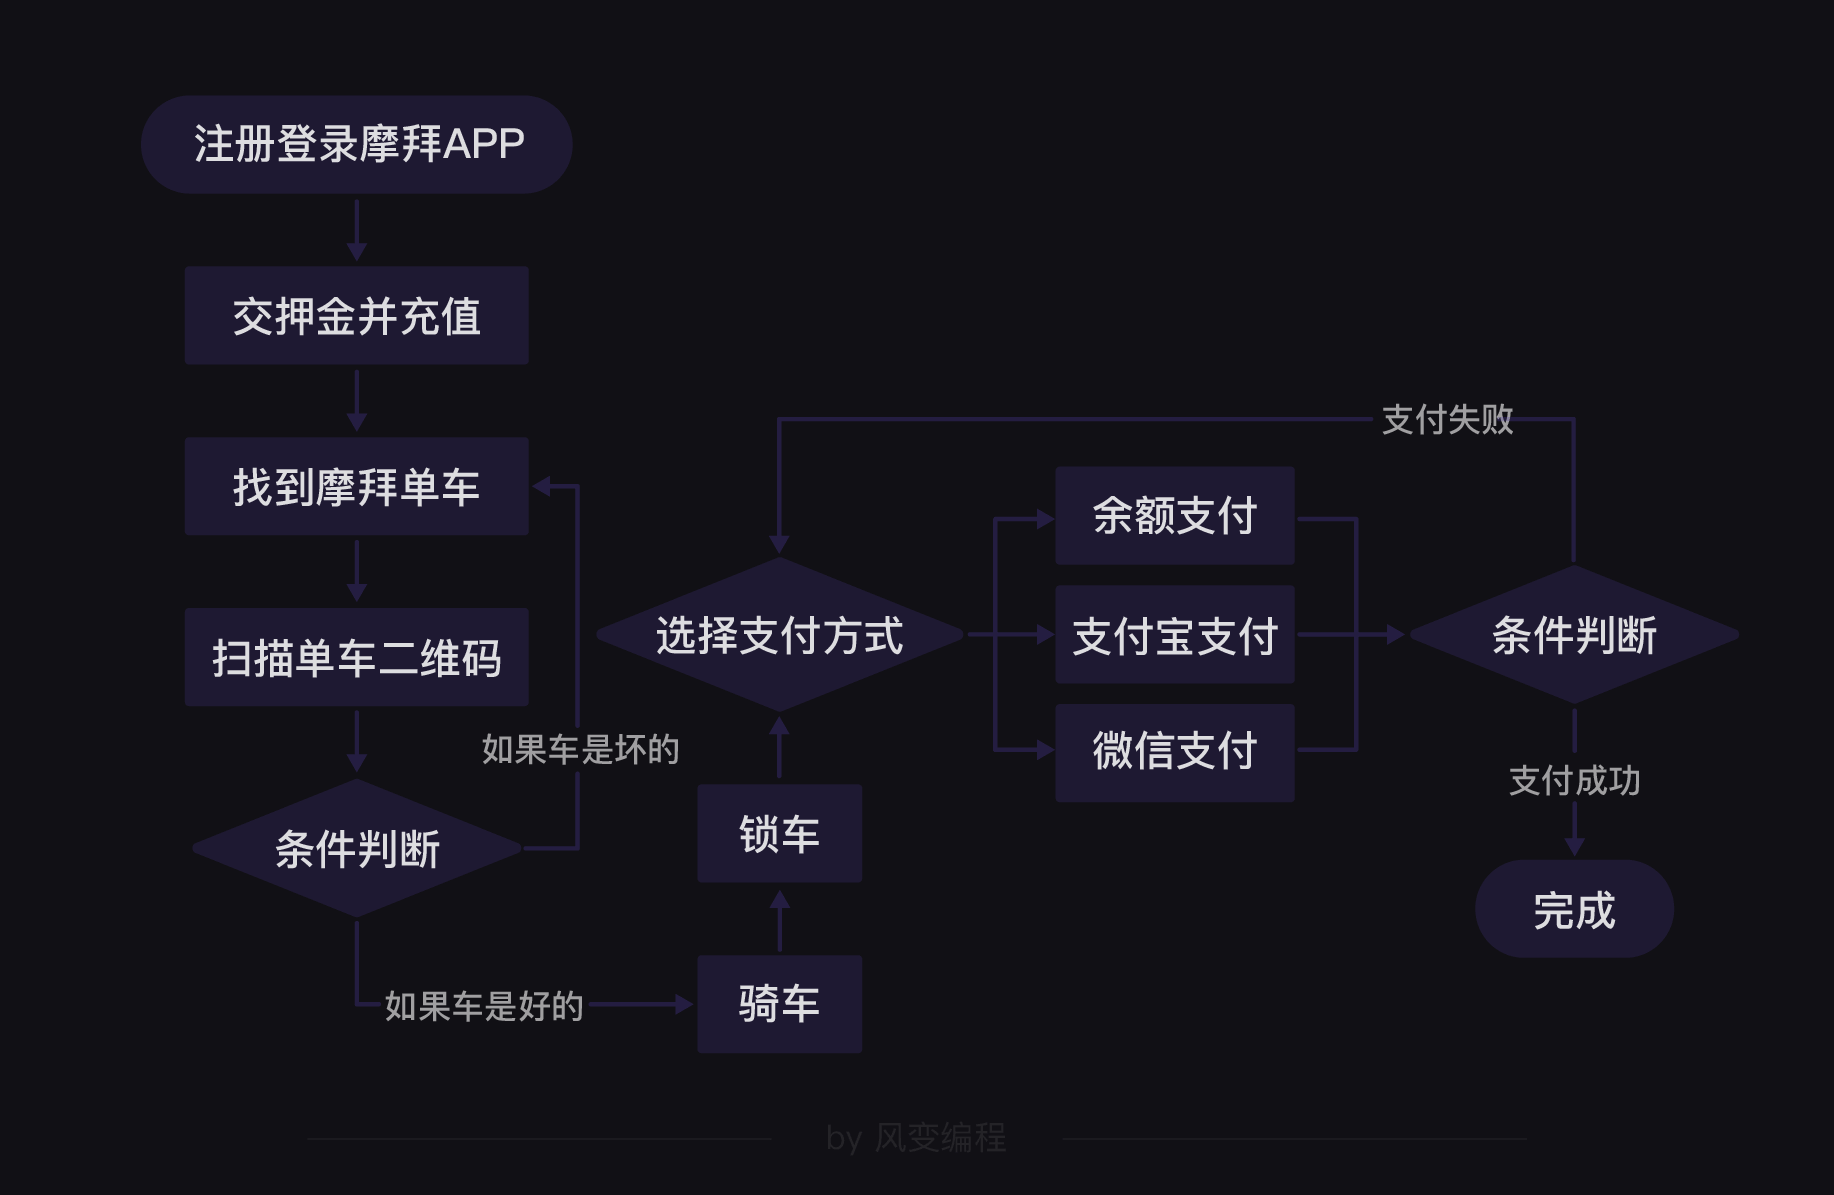 注册登录摩拜APP
交押金并充值
找到摩拜单车
扫描单车二维码
条件判断
如果车是坏的
如果车是好的
骑车
锁车
选择支付方式
余额支付
支付宝支付
微信支付
条件判断
支付失败
支付成功
完成
by 风变编程